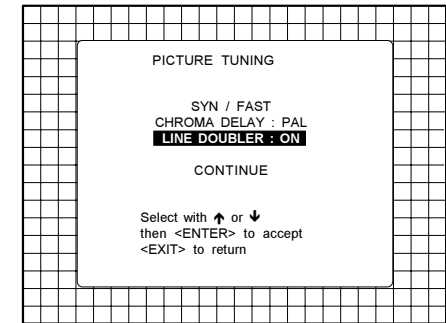 PICTURE TUNING
SYN / FAST
CHROMA DELAY : PAL
LINE DOUBLER : ON
CONTINUE
Select with ↑ or ↓
then <ENTER> to accept
<EXIT> to return